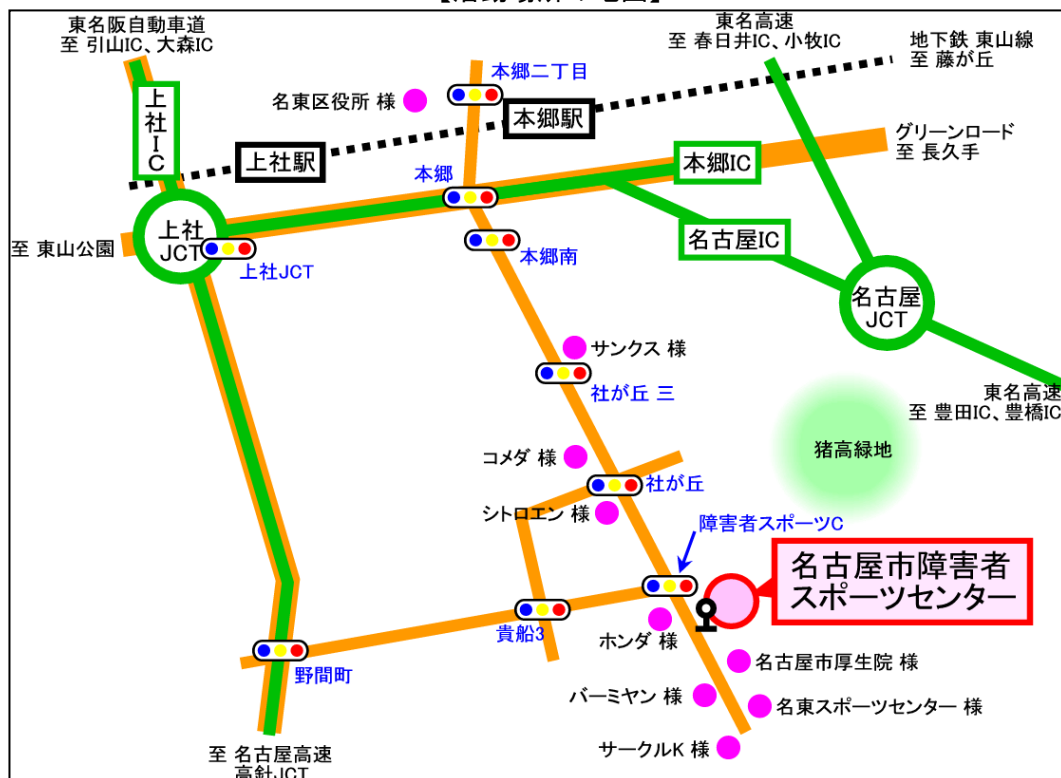 【活動場所の地図】
東名阪自動車道
至 引山IC、大森IC
東名高速
至 春日井IC、小牧IC
地下鉄 東山線
至 藤が丘
本郷二丁目
名東区役所 様
上社IC
本郷駅
上社駅
グリーンロード
至 長久手
本郷
本郷IC
上社
JCT
至 東山公園
上社JCT
本郷南
名古屋IC
名古屋
JCT
サンクス 様
社が丘 三
東名高速
至 豊田IC、豊橋IC
猪高緑地
コメダ 様
社が丘
シトロエン 様
障害者スポーツC
名古屋市障害者
スポーツセンター
貴船3
ホンダ 様
野間町
名古屋市厚生院 様
バーミヤン 様
名東スポーツセンター 様
サークルK 様
至 名古屋高速
高針JCT